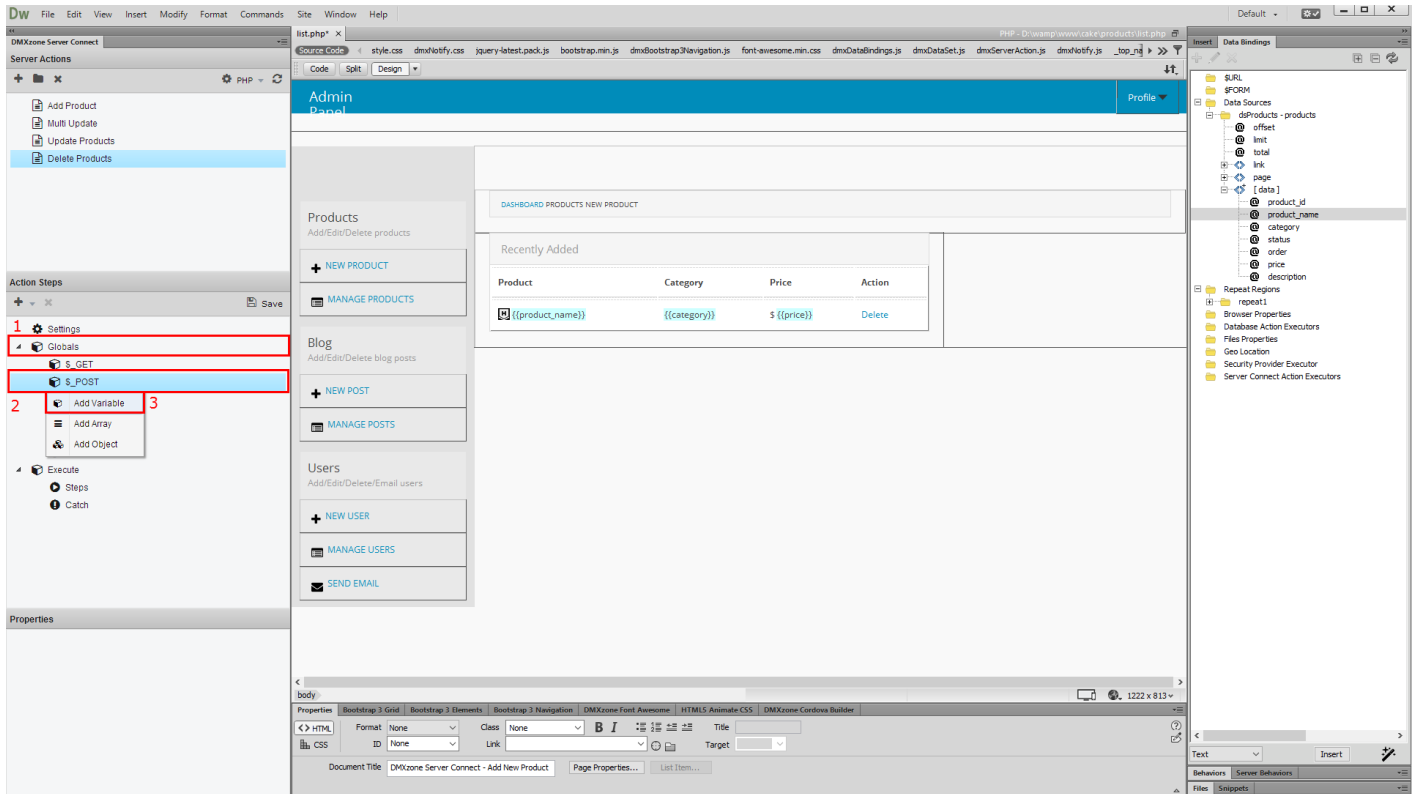 Dw File Edit View Insert Modify Format Commands Site Window Help Default
DMXzone Server Connect
Server Actions
PHP
Add Product
Multi Update
Update Products
Delete Products
Action Steps
Save
1 Settings
Globals
$_GET
$_POST
2 Add Variable 3
Add Array
Add Object
Execute
Steps
Catch
Properties
list.php* x PHP - D:\wamp\www\cake\products\list.php
Source Code style.css dmxNotify.css jquery-latest.pack.js bootstrap.min.js dmxBootstrap3Navigation.js font-awesome.min.css dmxDataBindings.js dmxDataSet.js dmxServerAction.js dmxNotify.js _top_na
Code Split Design
Admin
Panel
Profile
Products
Add/Edit/Delete products
NEW PRODUCT
MANAGE PRODUCTS
Blog
Add/Edit/Delete blog posts
NEW POST
MANAGE POSTS
Users
Add/Edit/Delete/Email users
NEW USER
MANAGE USERS
SEND EMAIL
DASHBOARD PRODUCTS NEW PRODUCT
Recently Added
Product Category Price Action
{{product_name}} {{category}} $ {{price}} Delete
body 1222 x 813
Properties Bootstrap 3 Grid Bootstrap 3 Elements Bootstrap 3 Navigation DMXzone Font Awesome HTML5 Animate CSS DMXzone Cordova Builder
<> HTML Format None Class None B I Title
CSS ID None Link Target
Document Title DMXzone Server Connect - Add New Product Page Properties... List Item...
Insert Data Bindings
$URL
$FORM
Data Sources
dsProducts - products
offset
limit
total
link
page
[ data ]
product_id
product_name
category
status
order
price
description
Repeat Regions
repeat1
Browser Properties
Database Action Executors
Files Properties
Geo Location
Security Provider Executor
Server Connect Action Executors
Text Insert
Behaviors Server Behaviors
Files Snippets